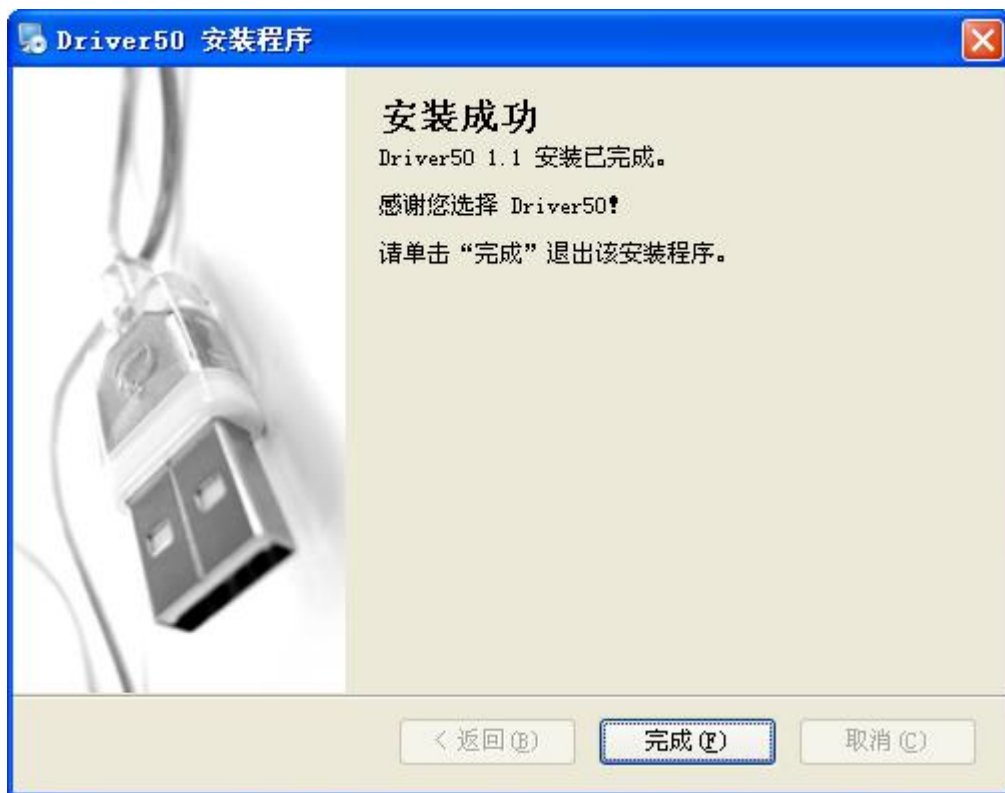 Driver50 安装程序
安装成功
Driver50 1.1 安装已完成。
感谢您选择 Driver50!
请单击“完成”退出该安装程序。
< 返回(B)
完成(F)
取消(C)